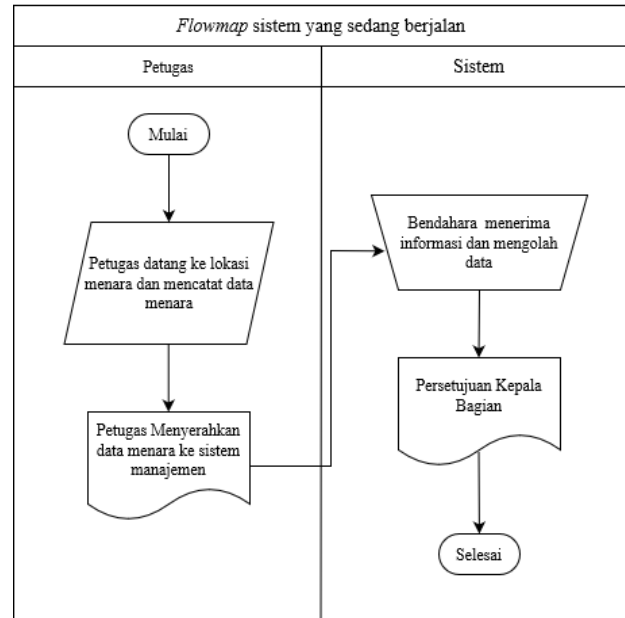 Flowmap sistem yang sedang berjalan
Petugas
Sistem
Mulai
Petugas datang ke lokasi
menara dan mencatat data
menara
Petugas Menyerahkan
data menara ke sistem
manajemen
Bendahara menerima
informasi dan mengolah
data
Persetujuan Kepala
Bagian
Selesai